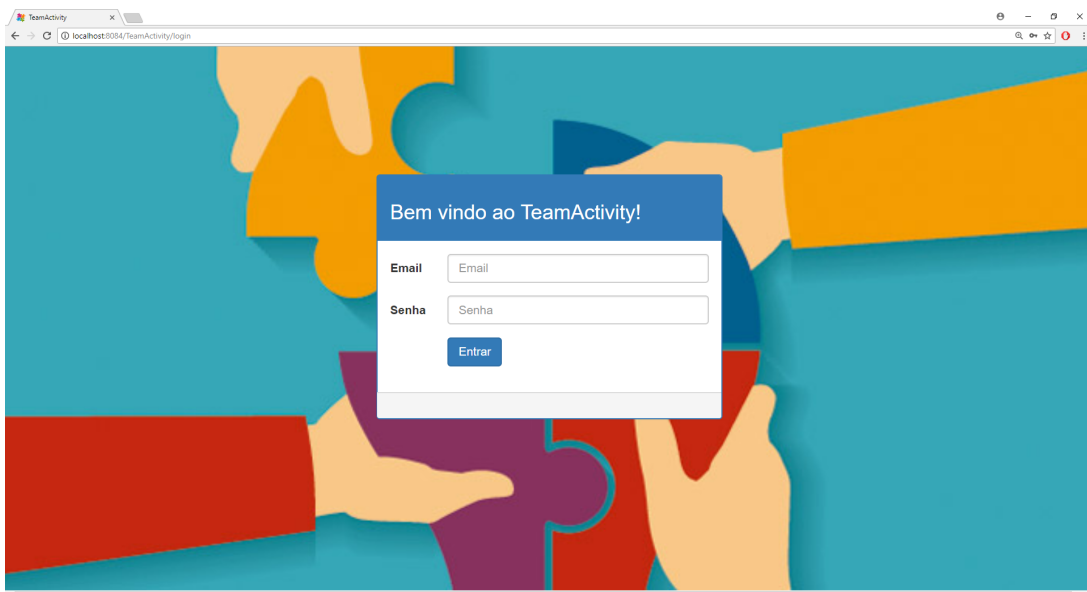 TeamActivity
localhost:8084/TeamActivity/login
Bem vindo ao TeamActivity!
Email
Email
Senha
Senha
Entrar